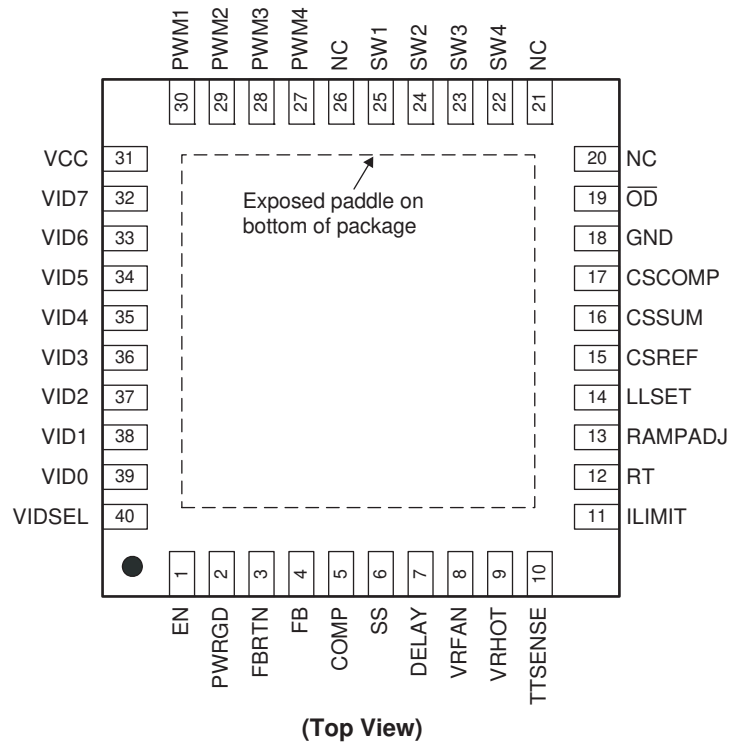 PWM1
PWM2
PWM3
PWM4
NC
SW1
SW2
SW3
SW4
NC
30
29
28
27
26
25
24
23
22
21
VCC 31
VID7 32
VID6 33
VID5 34
VID4 35
VID3 36
VID2 37
VID1 38
VID0 39
VIDSEL 40
Exposed paddle on
bottom of package
20 NC
19 O̅D̅
18 GND
17 CSCOMP
16 CSSUM
15 CSREF
14 LLSET
13 RAMPADJ
12 RT
11 ILIMIT
1
2
3
4
5
6
7
8
9
10
EN
PWRGD
FBRTN
FB
COMP
SS
DELAY
VRFAN
VRHOT
TTSENSE
(Top View)